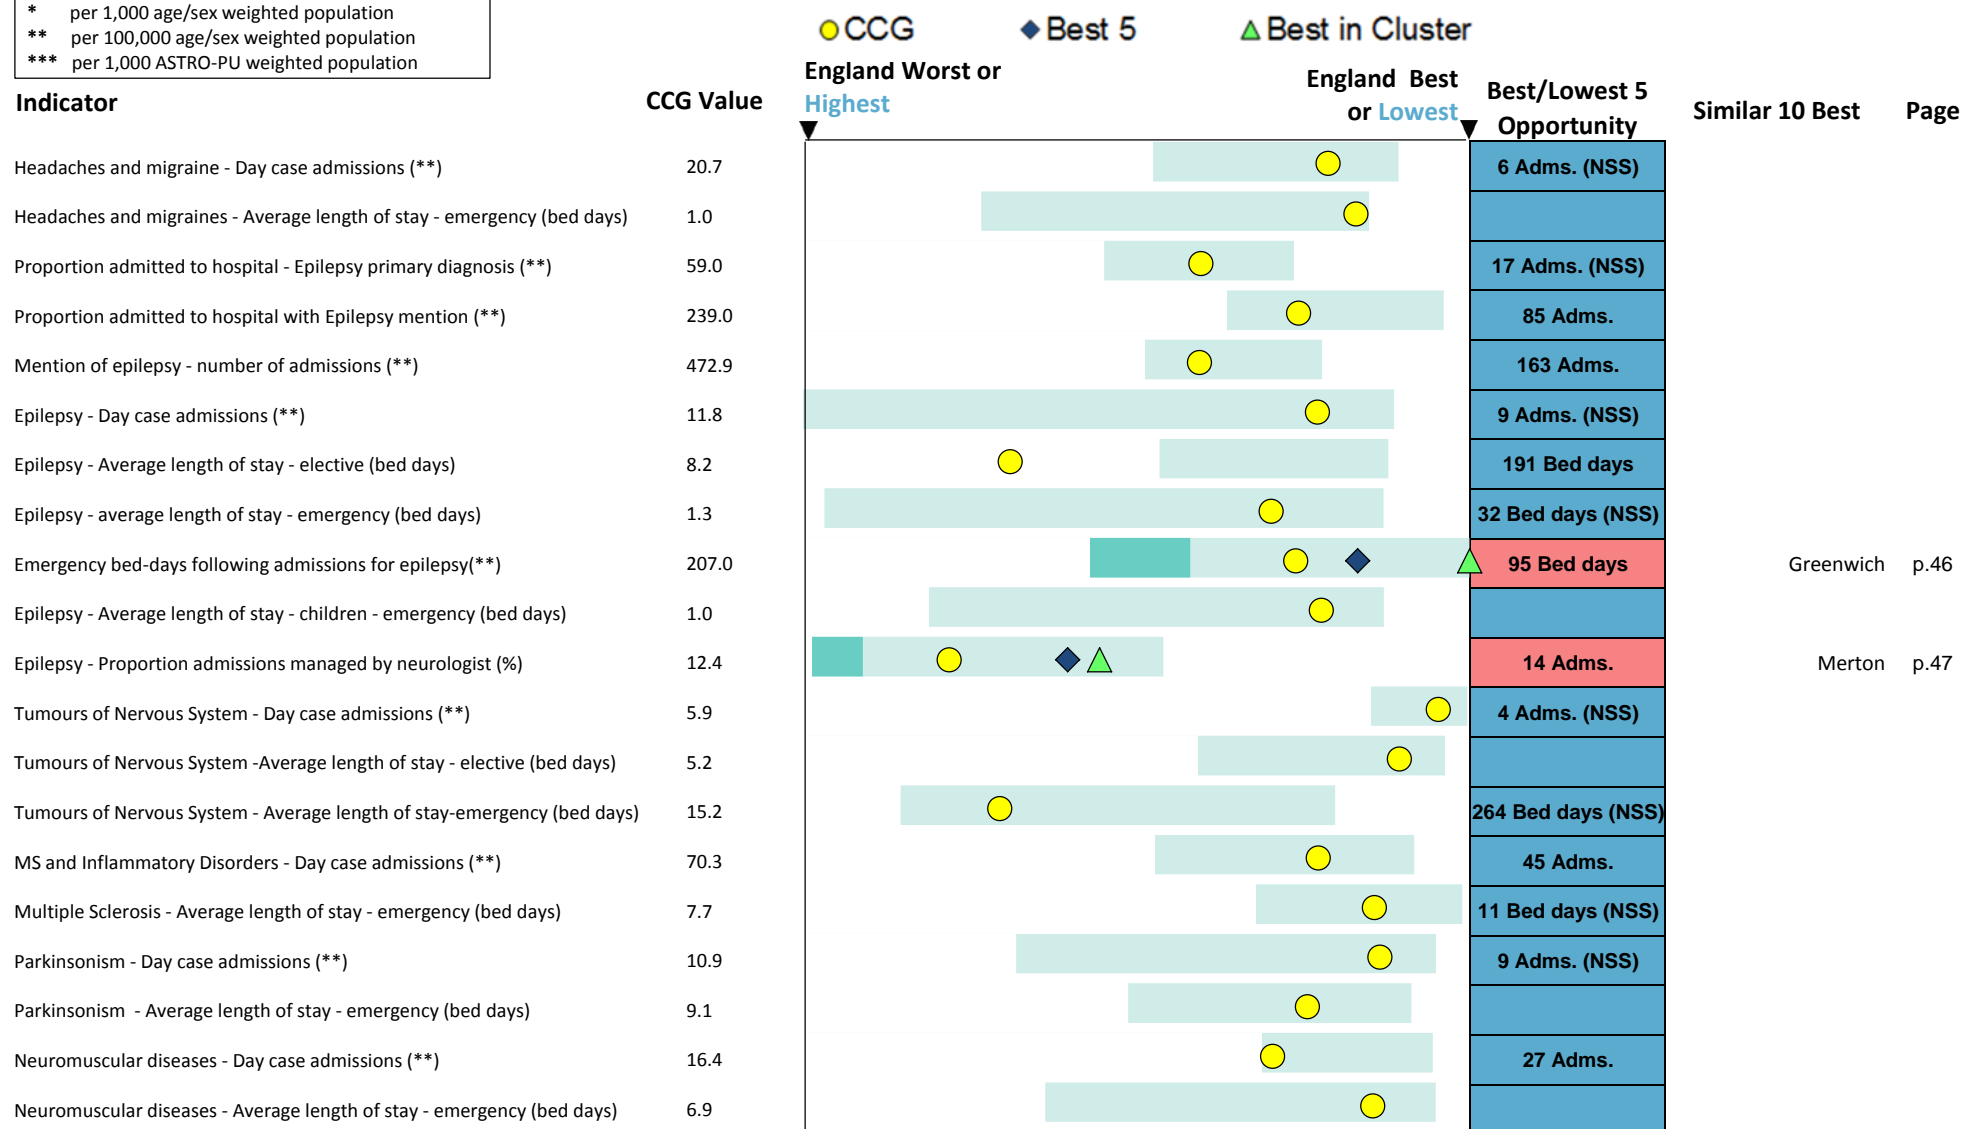 * per 1,000 age/sex weighted population
** per 100,000 age/sex weighted population
*** per 1,000 ASTRO-PU weighted population
CCG Best 5 Best in Cluster
England Worst or Highest
England Best or Lowest
Indicator CCG Value Best/Lowest 5 Opportunity Similar 10 Best Page
Headaches and migraine - Day case admissions (**) 20.7 6 Adms. (NSS)
Headaches and migraines - Average length of stay - emergency (bed days) 1.0
Proportion admitted to hospital - Epilepsy primary diagnosis (**) 59.0 17 Adms. (NSS)
Proportion admitted to hospital with Epilepsy mention (**) 239.0 85 Adms.
Mention of epilepsy - number of admissions (**) 472.9 163 Adms.
Epilepsy - Day case admissions (**) 11.8 9 Adms. (NSS)
Epilepsy - Average length of stay - elective (bed days) 8.2 191 Bed days
Epilepsy - average length of stay - emergency (bed days) 1.3 32 Bed days (NSS)
Emergency bed-days following admissions for epilepsy(**) 207.0 95 Bed days Greenwich p.46
Epilepsy - Average length of stay - children - emergency (bed days) 1.0
Epilepsy - Proportion admissions managed by neurologist (%) 12.4 14 Adms. Merton p.47
Tumours of Nervous System - Day case admissions (**) 5.9 4 Adms. (NSS)
Tumours of Nervous System -Average length of stay - elective (bed days) 5.2
Tumours of Nervous System - Average length of stay-emergency (bed days) 15.2 264 Bed days (NSS)
MS and Inflammatory Disorders - Day case admissions (**) 70.3 45 Adms.
Multiple Sclerosis - Average length of stay - emergency (bed days) 7.7 11 Bed days (NSS)
Parkinsonism - Day case admissions (**) 10.9 9 Adms. (NSS)
Parkinsonism - Average length of stay - emergency (bed days) 9.1
Neuromuscular diseases - Day case admissions (**) 16.4 27 Adms.
Neuromuscular diseases - Average length of stay - emergency (bed days) 6.9